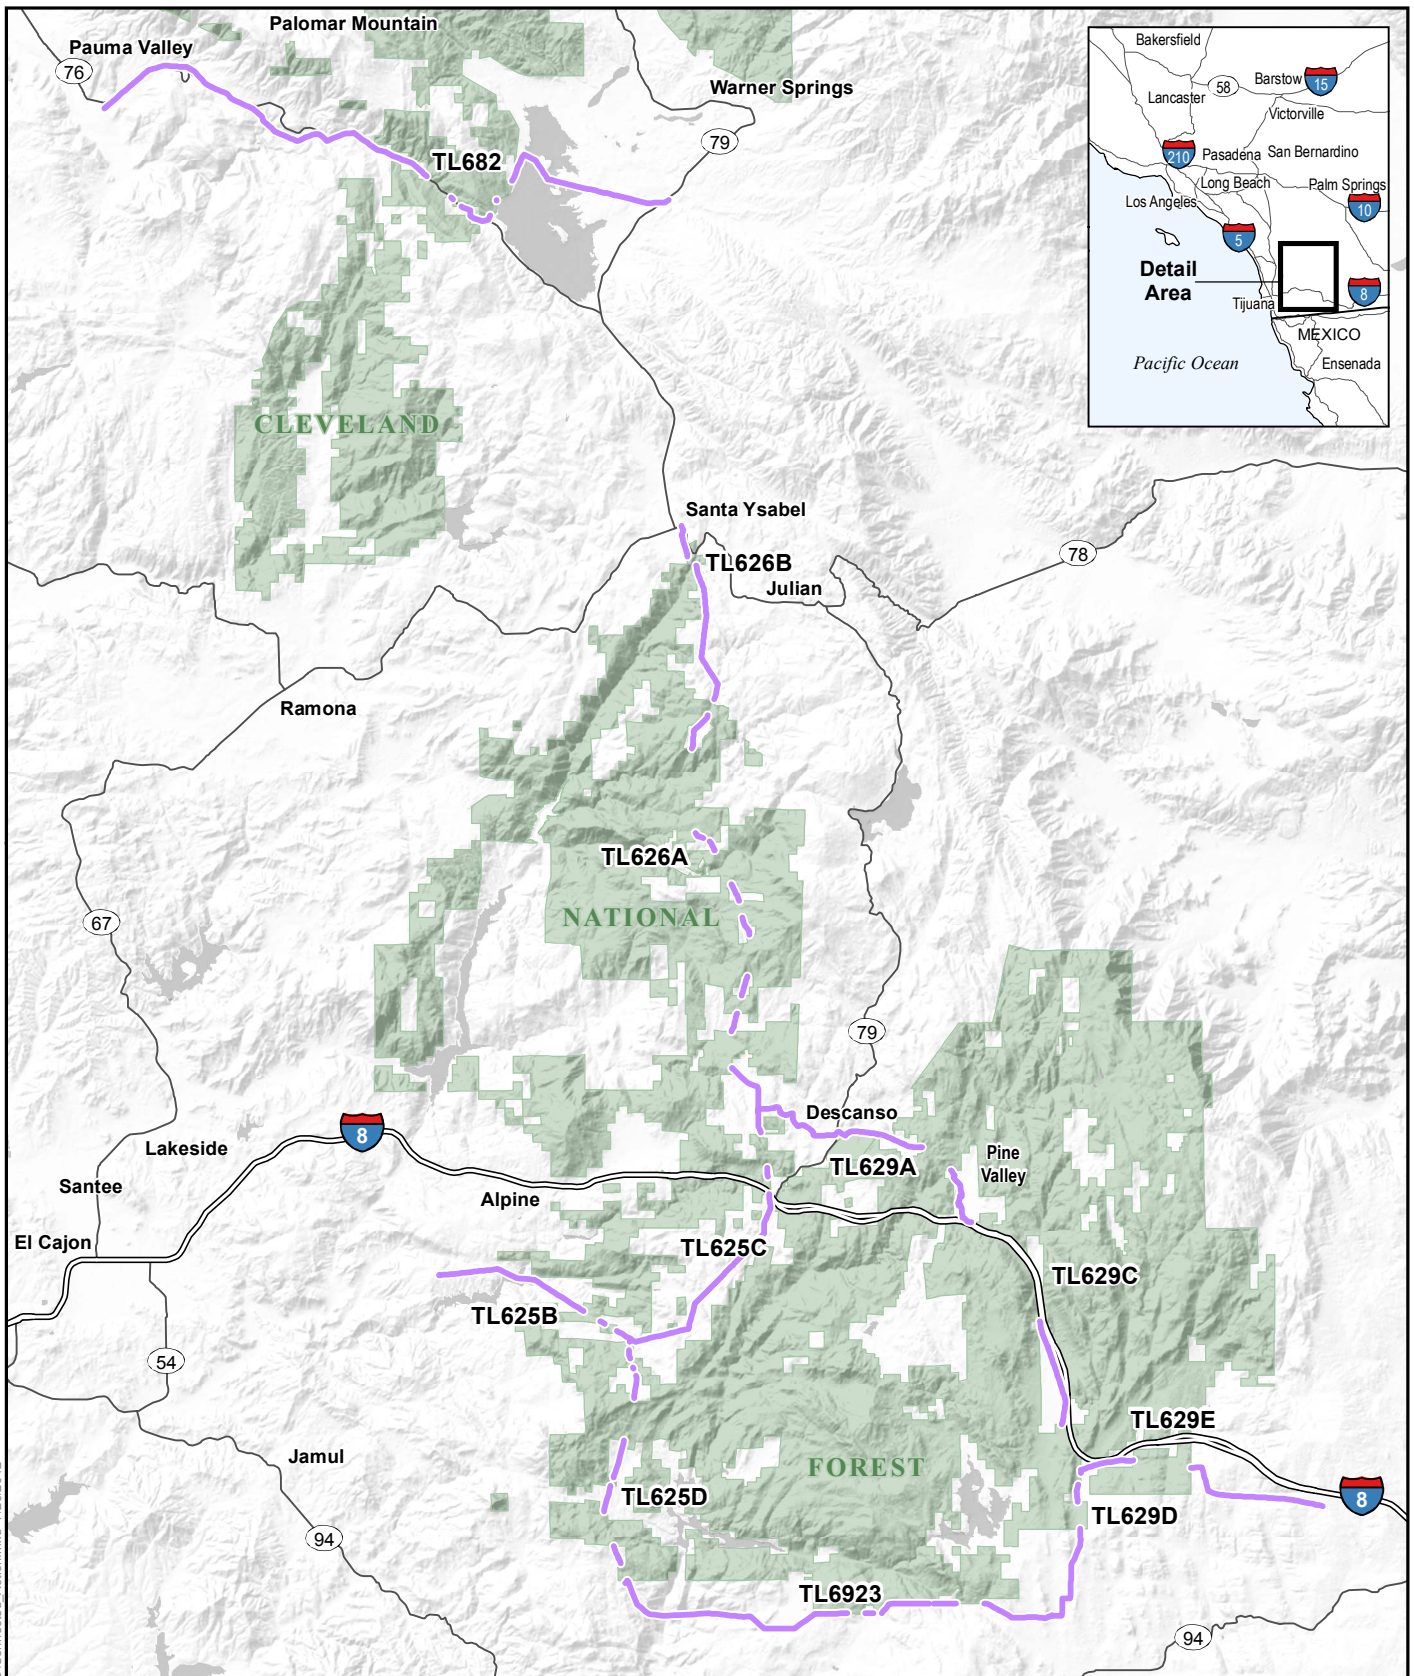 Palomar Mountain
Pauma Valley
76
Warner Springs
79
TL682
Bakersfield
Barstow
15
58
Lancaster
Victorville
210
Pasadena
San Bernardino
Long Beach
Palm Springs
Los Angeles
10
5
Detail
Area
8
Tijuana
MEXICO
Pacific Ocean
Ensenada
CLEVELAND
Santa Ysabel
TL626B
78
Julian
Ramona
TL626A
NATIONAL
67
79
Descanso
8
Lakeside
TL629A
Pine
Valley
Santee
Alpine
El Cajon
TL625C
TL629C
TL625B
54
TL629E
Jamul
FOREST
TL625D
8
TL629D
94
TL6923
94